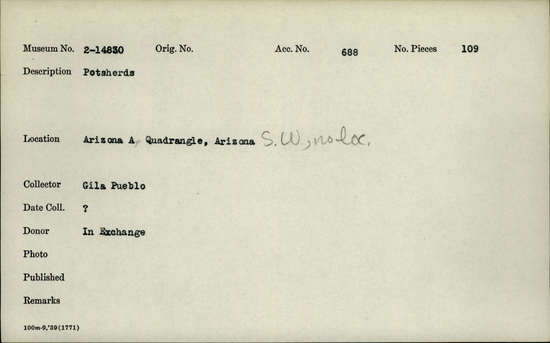 Museum No. 2-14830 Orig. No. Acc. No. 688 No. Pieces 109
Description Potsherds
Location Arizona A, Quadrangle, Arizona S.W, no loc.
Collector Gila Pueblo
Date Coll. ?
Donor In Exchange
Photo
Published
Remarks
100m-9,'39(1771)